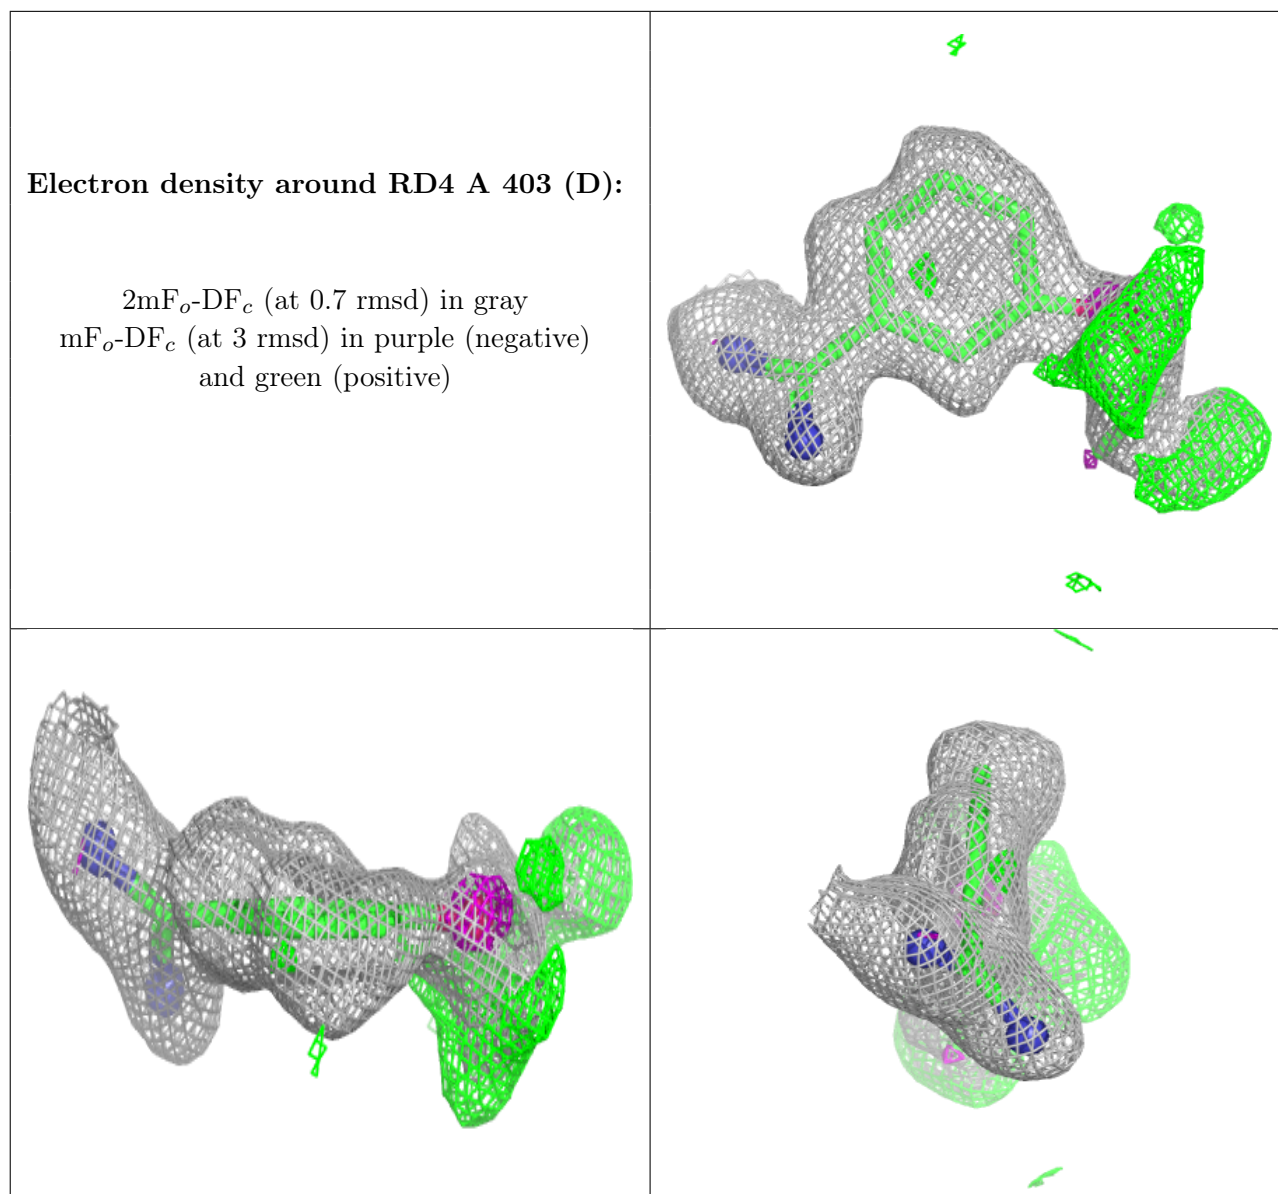 Electron density around RD4 A 403 (D):
2mFo-DFc (at 0.7 rmsd) in gray
mFo-DFc (at 3 rmsd) in purple (negative)
and green (positive)